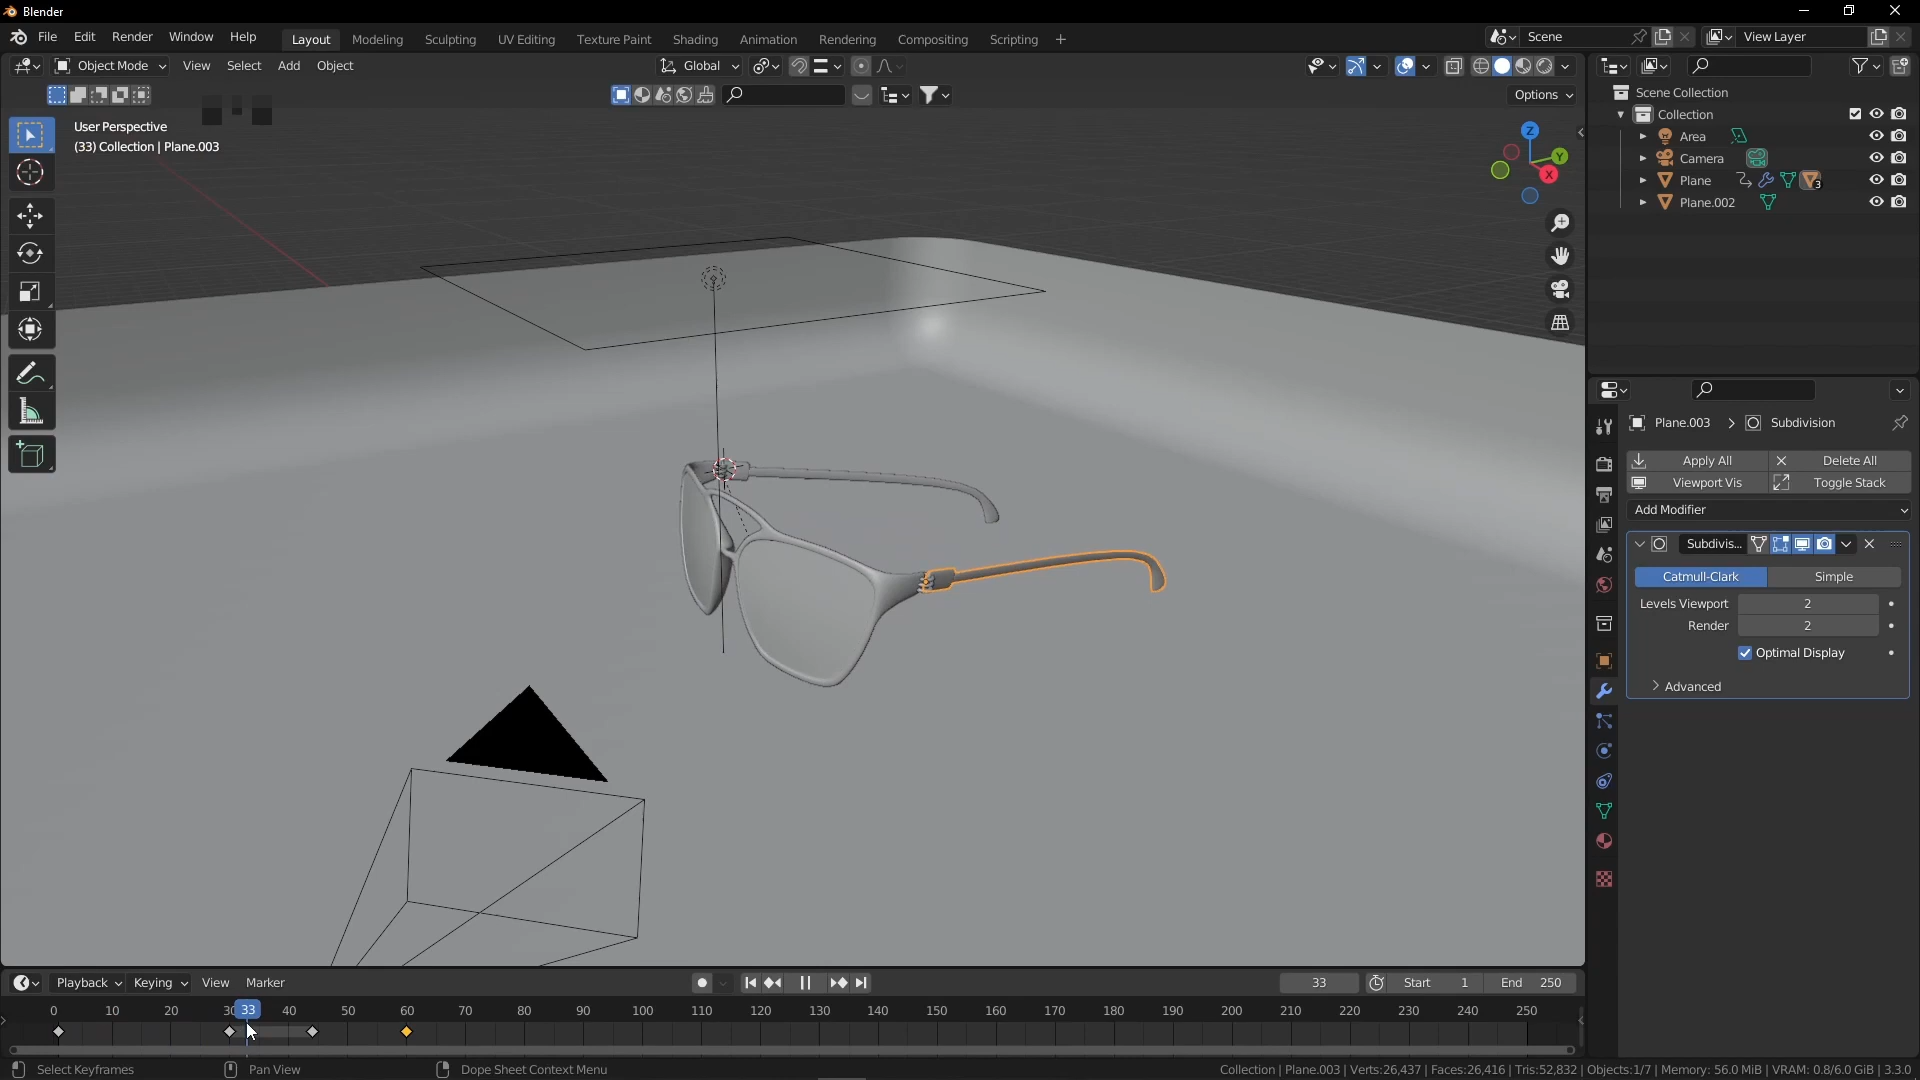 Blender
File Edit Render Window Help Layout Modeling Sculpting UV Editing Texture Paint Shading Animation Rendering Compositing Scripting + Scene View Layer
Object Mode View Select Add Object Global
Options
User Perspective
(33) Collection | Plane.003
Z
Y
X
Scene Collection
Collection
Area
Camera
Plane 3
Plane.002
Plane.003 > Subdivision
Apply All Delete All
Viewport Vis Toggle Stack
Add Modifier
Subdivis...
Catmull-Clark Simple
Levels Viewport 2
Render 2
Optimal Display
Advanced
Playback Keying View Marker 33 Start 1 End 250
0 10 20 30 33 40 50 60 70 80 90 100 110 120 130 140 150 160 170 180 190 200 210 220 230 240 250
Select Keyframes Pan View Dope Sheet Context Menu Collection | Plane.003 | Verts:26,437 | Faces:26,416 | Tris:52,832 | Objects:1/7 | Memory: 56.0 MiB | VRAM: 0.8/6.0 GiB | 3.3.0